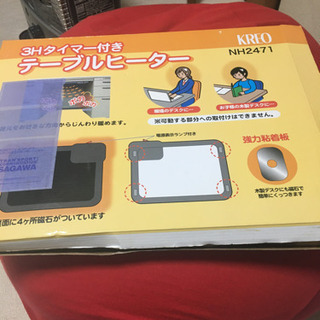 KREO
NH2471
3Hタイマー付き
テーブルヒーター
職場のデスクに…
お子様の木製デスクに…
※可動する部分への取付けはできません。
からじんわり暖めます。
電源表示ランプ付き
強力粘着板
SAGAWA
木製デスクにも磁石で
簡単にくっつきます
面に4ヶ所磁石がついています